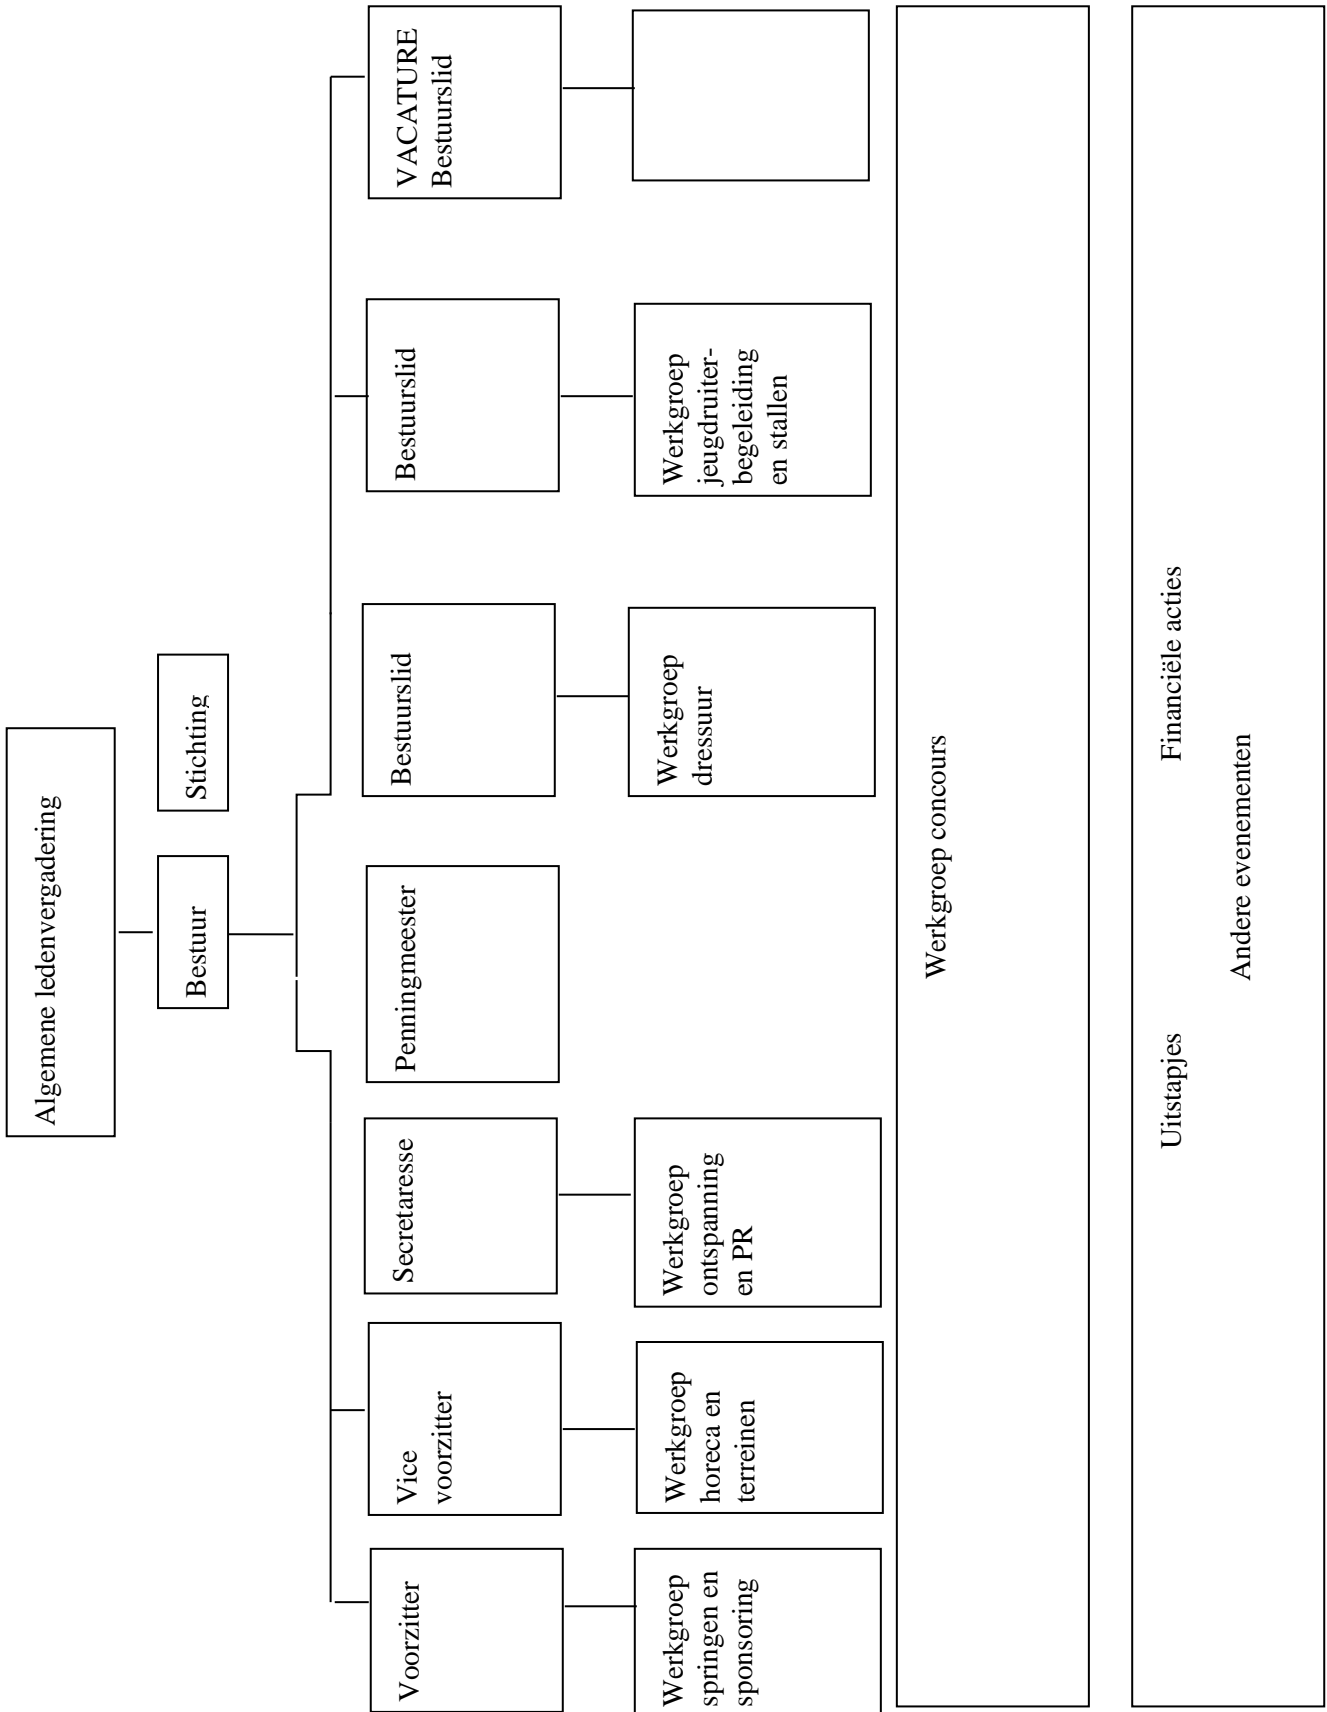 Algemene ledenvergadering
Bestuur
Stichting
Voorzitter
Vice
voorzitter
Secretaresse
Penningmeester
Bestuurslid
Bestuurslid
VACATURE
Bestuurslid
Werkgroep
springen en
sponsoring
Werkgroep
horeca en
terreinen
Werkgroep
ontspanning
en PR
Werkgroep
dressuur
Werkgroep
jeugdruiter-
begeleiding
en stallen
Werkgroep concours
Uitstapjes
Financiële acties
Andere evenementen